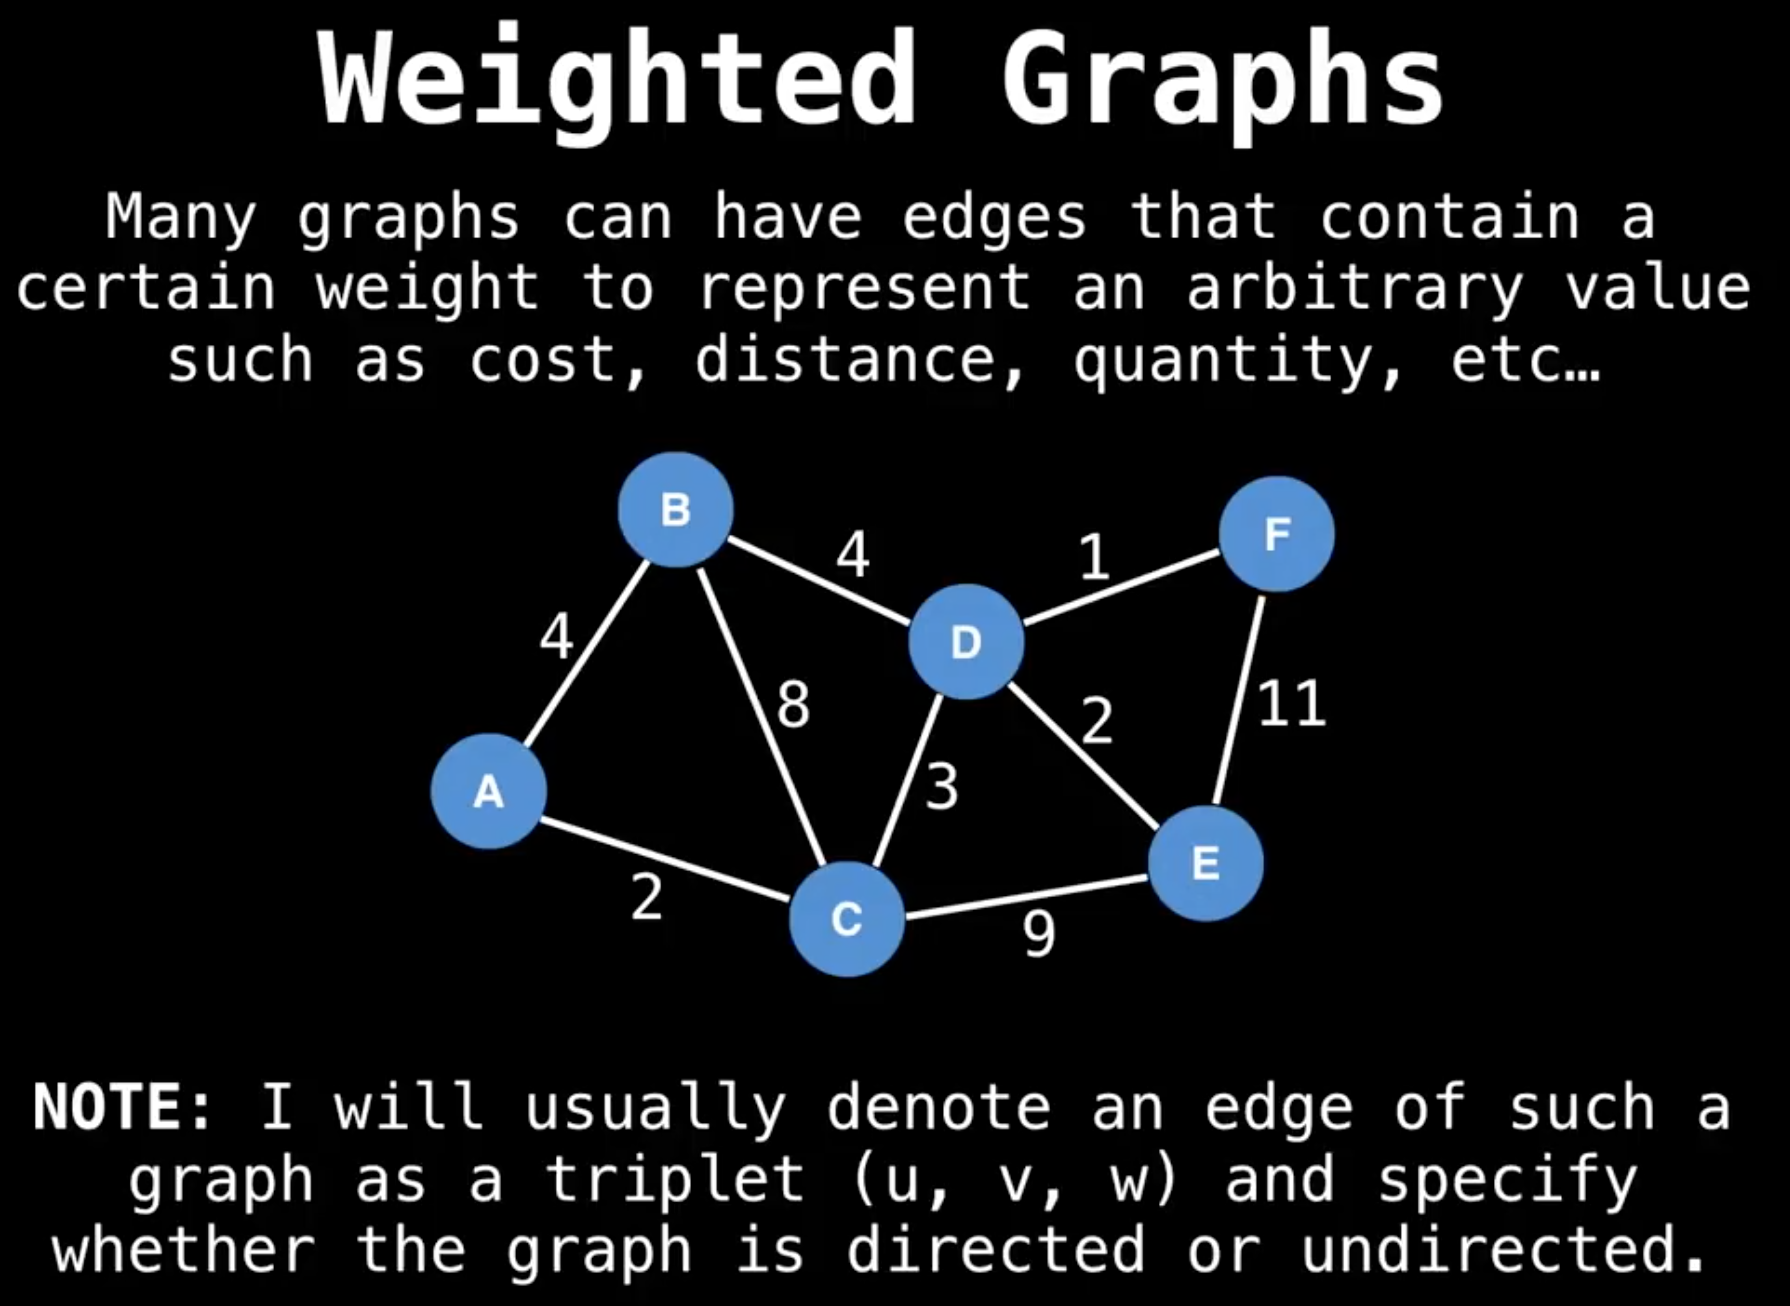 Weighted Graphs
Many graphs can have edges that contain a
certain weight to represent an arbitrary value
such as cost, distance, quantity, etc…
B
F
4
1
D
4
8
2
11
3
A
E
2
C
9
NOTE: I will usually denote an edge of such a
graph as a triplet (u, v, w) and specify
whether the graph is directed or undirected.